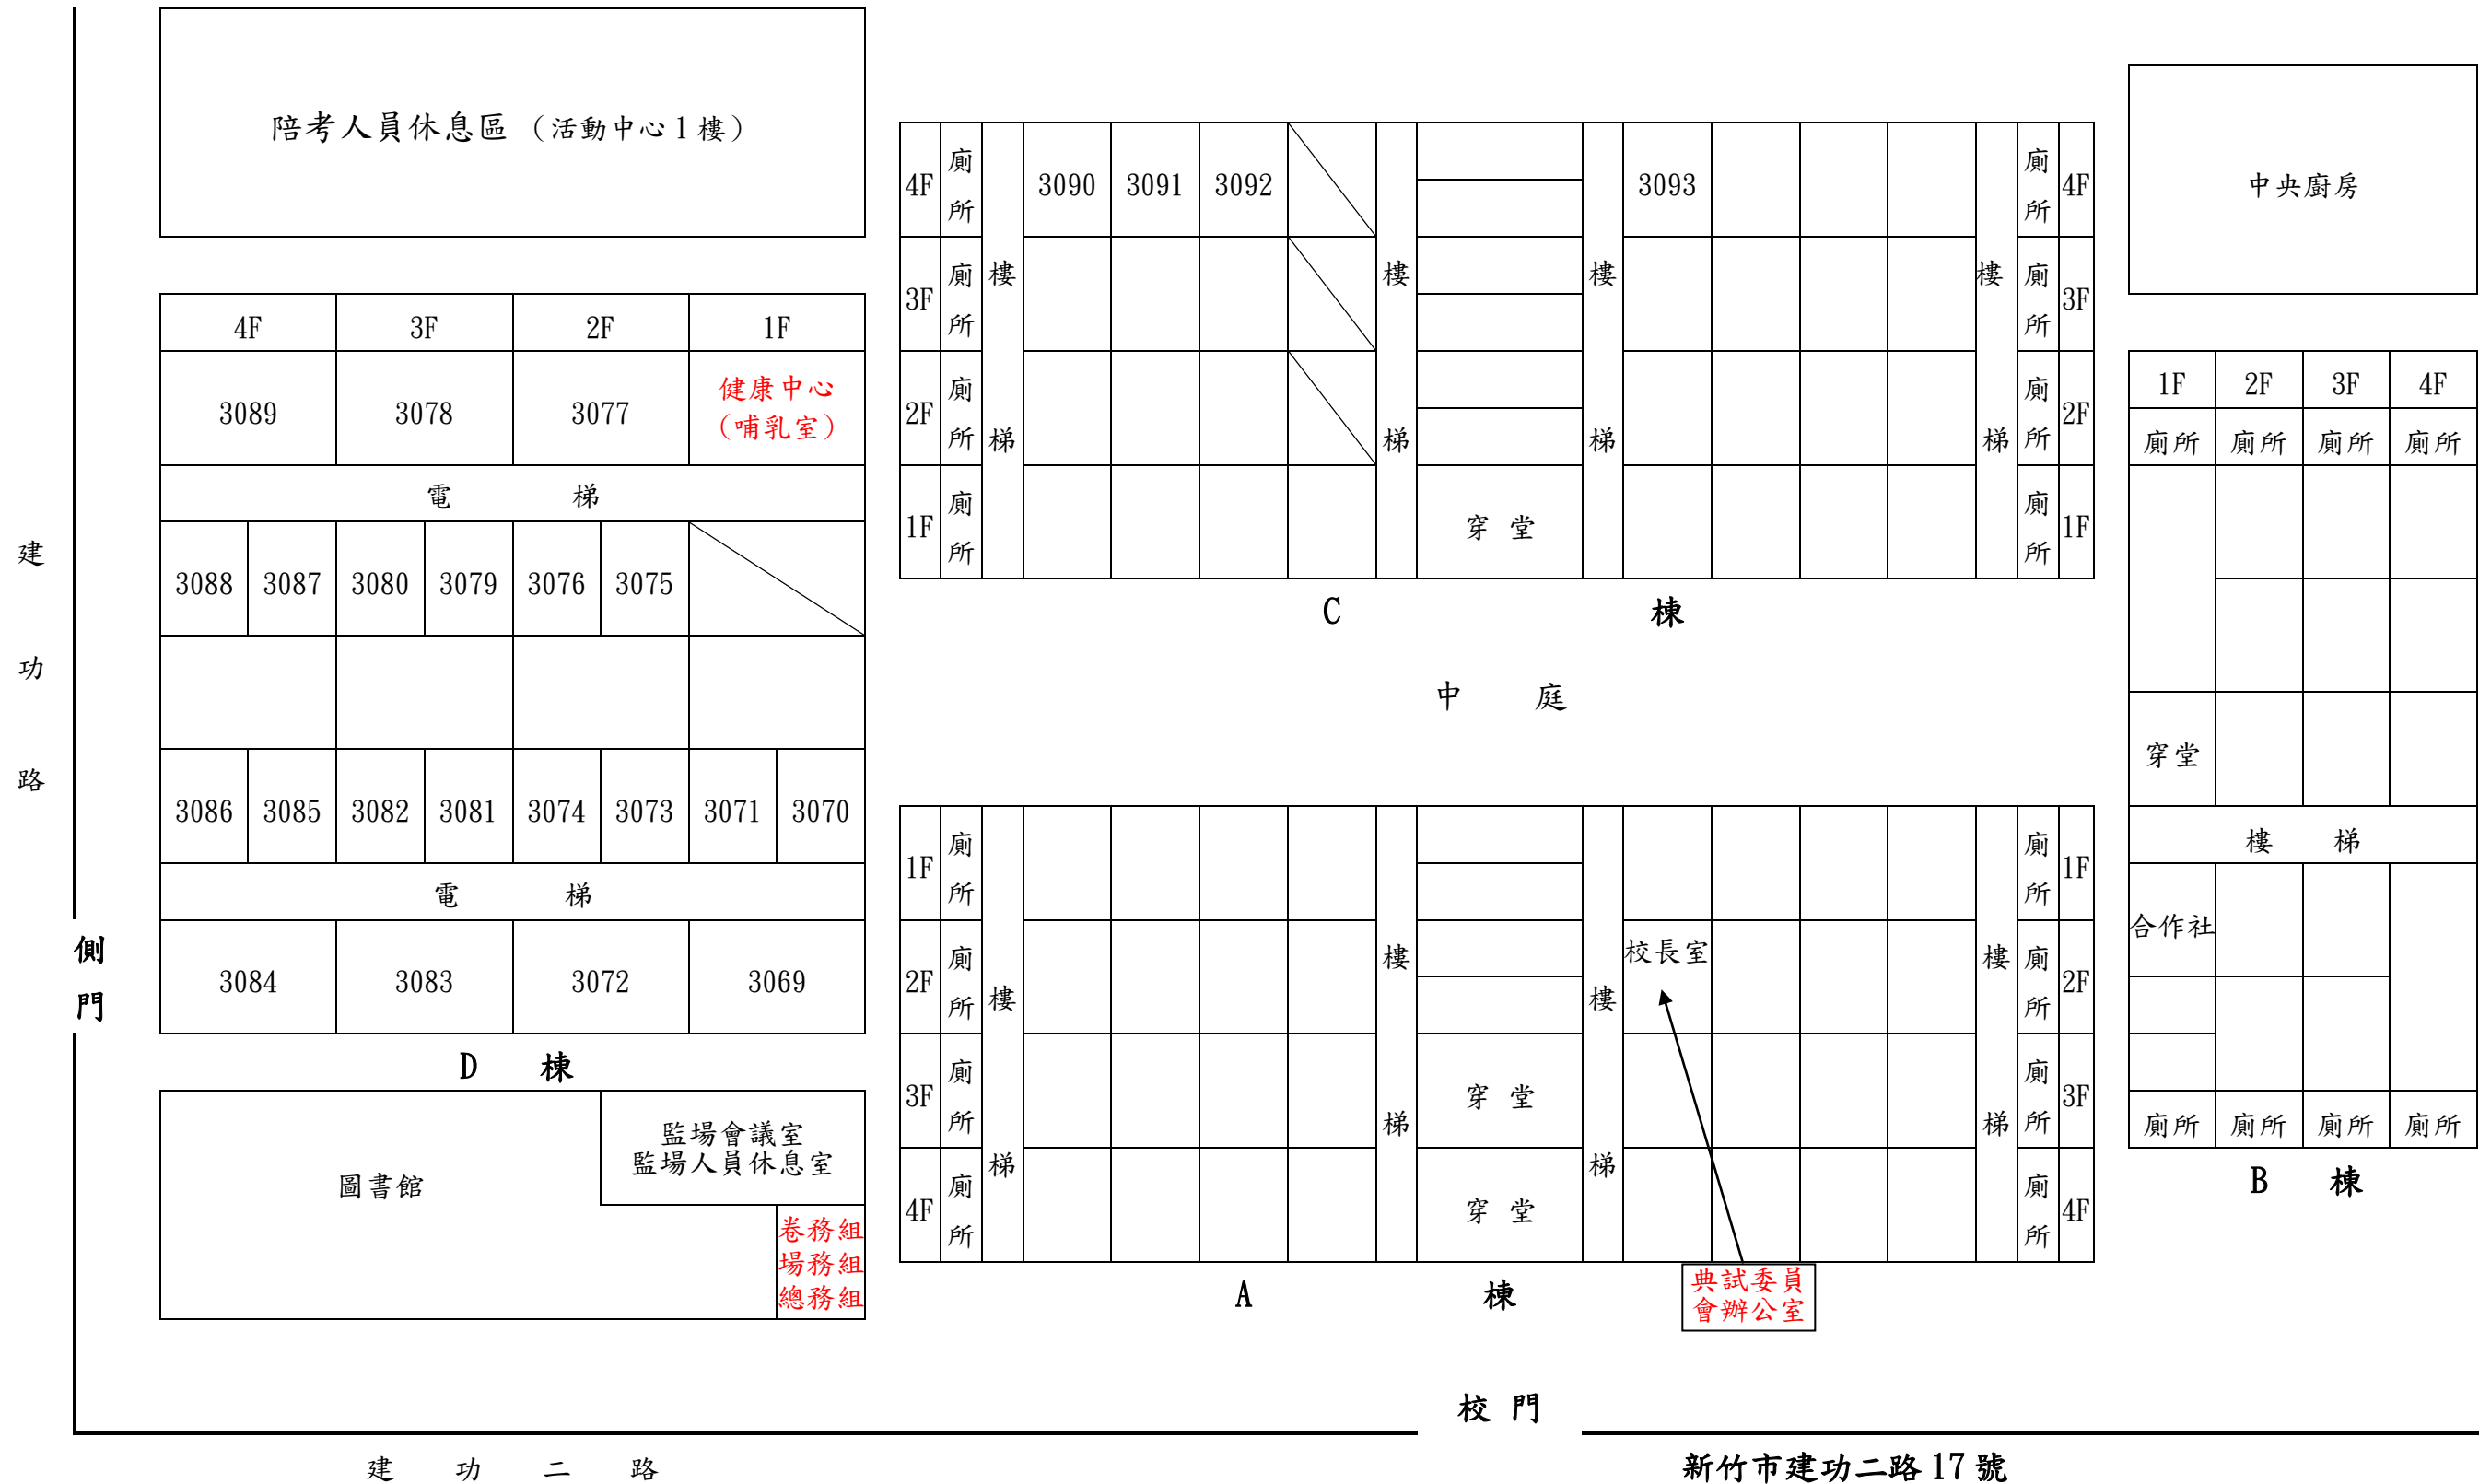 陪考人員休息區（活動中心1樓）
中央廚房
4F 廁所 樓梯 3090 3091 3092 樓梯 樓梯 3093 樓梯 廁所 4F
3F 廁所 廁所 3F
2F 廁所 廁所 2F
1F 廁所 穿堂 廁所 1F
C 棟
4F 3F 2F 1F
3089 3078 3077 健康中心
(哺乳室)
電梯
3088 3087 3080 3079 3076 3075
3086 3085 3082 3081 3074 3073 3071 3070
電梯
3084 3083 3072 3069
D 棟
建功路
側門
中庭
1F 2F 3F 4F
廁所 廁所 廁所 廁所
穿堂
樓梯
合作社
廁所 廁所 廁所 廁所
B 棟
1F 廁所 樓梯 樓梯 樓梯 樓梯 廁所 1F
2F 廁所 校長室 廁所 2F
3F 廁所 穿堂 廁所 3F
4F 廁所 穿堂 廁所 4F
A 棟
典試委員
會辦公室
圖書館
監場會議室
監場人員休息室
卷務組
場務組
總務組
校門
建功二路
新竹市建功二路17號